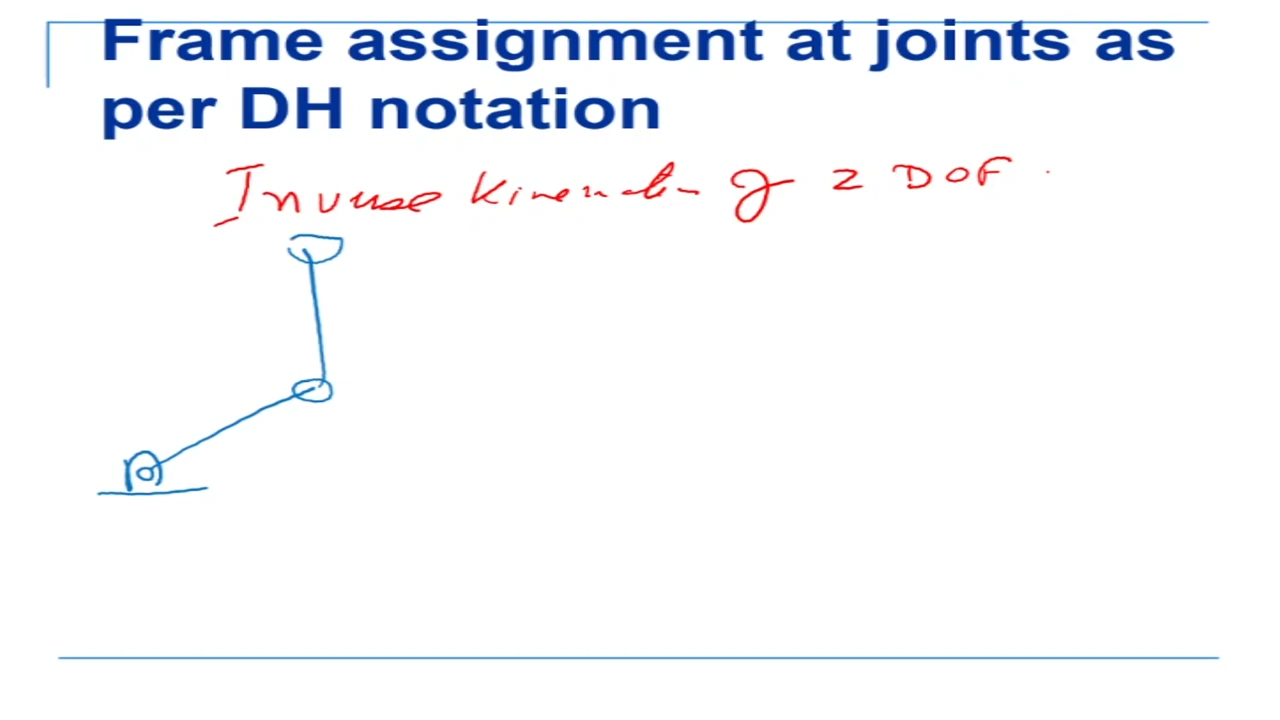 Frame assignment at joints as
per DH notation
Inverse Kinematics of 2 DOF.